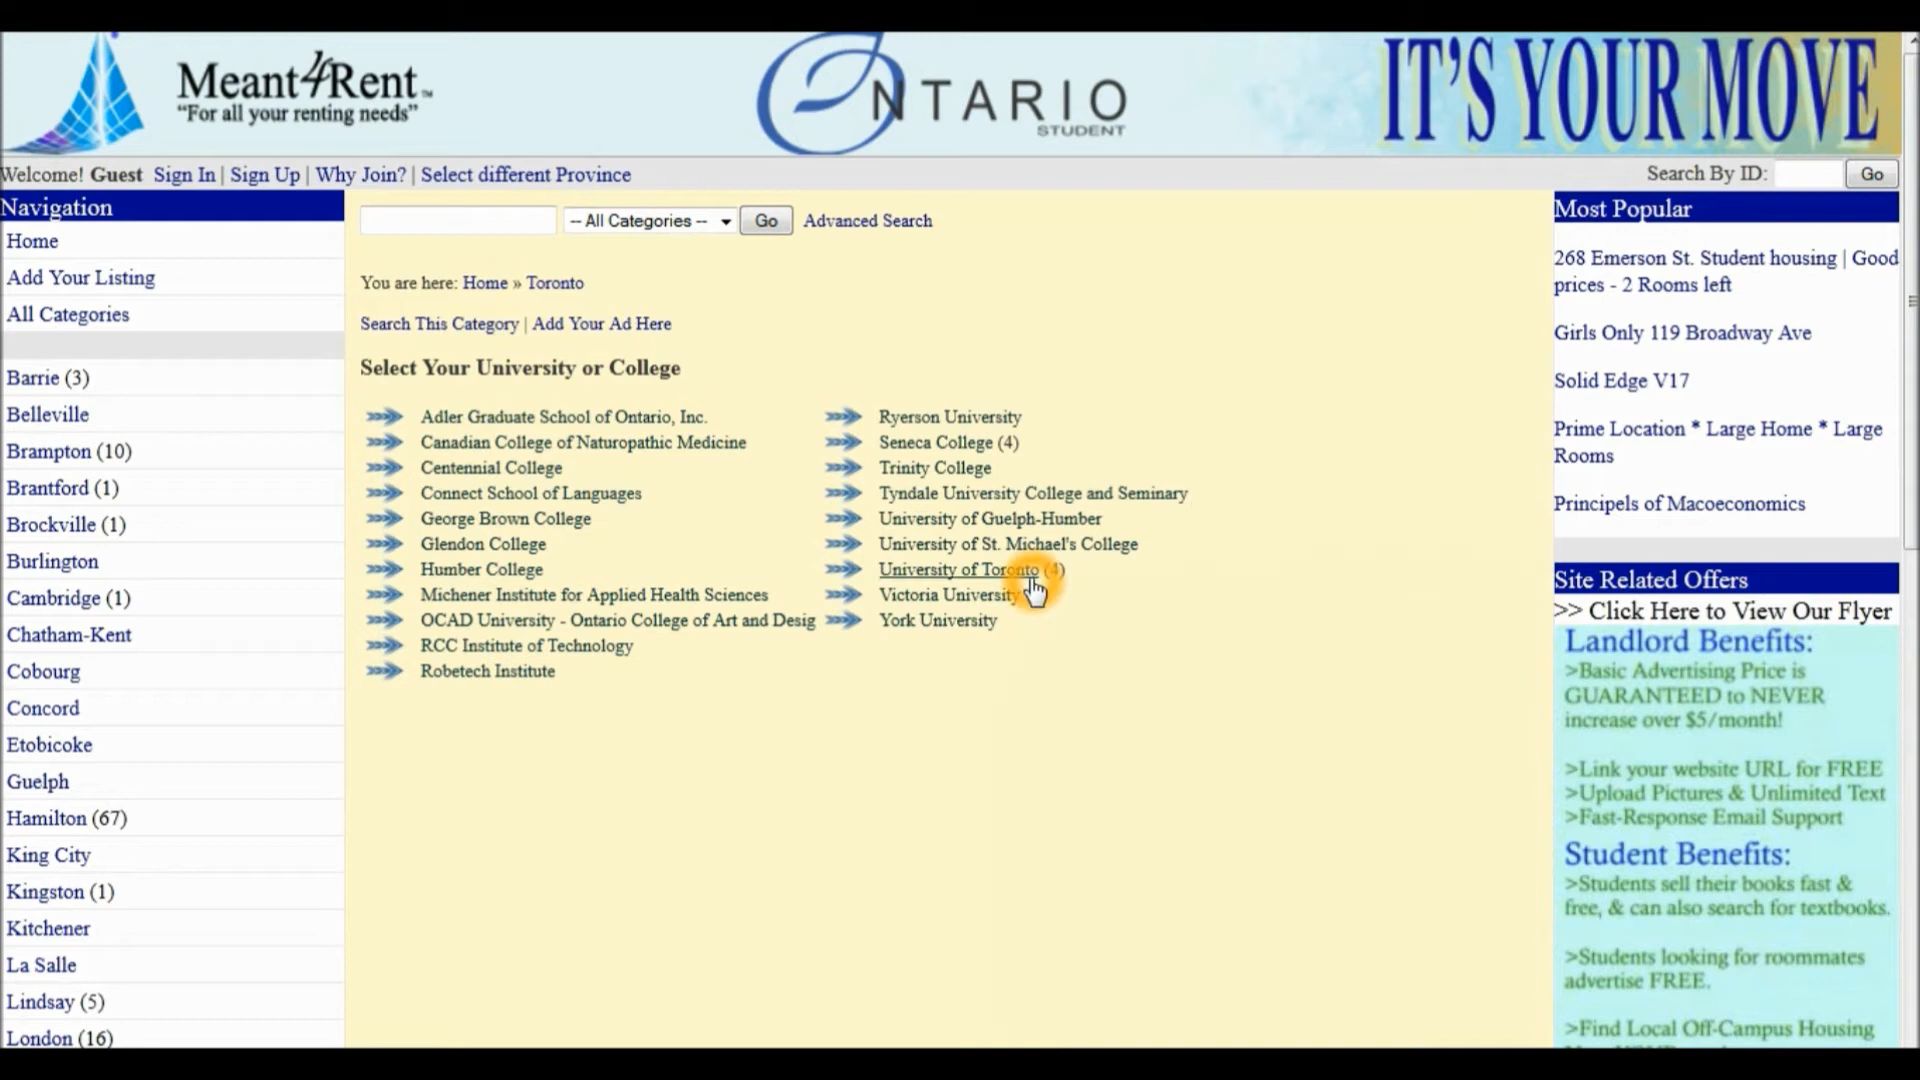 Meant4Rent™
"For all your renting needs"
ONTARIO
STUDENT
IT'S YOUR MOVE
Welcome! Guest Sign In | Sign Up | Why Join? | Select different Province
Search By ID: Go
Navigation
Home
Add Your Listing
All Categories
Barrie (3)
Belleville
Brampton (10)
Brantford (1)
Brockville (1)
Burlington
Cambridge (1)
Chatham-Kent
Cobourg
Concord
Etobicoke
Guelph
Hamilton (67)
King City
Kingston (1)
Kitchener
La Salle
Lindsay (5)
London (16)
-- All Categories -- Go Advanced Search
You are here: Home » Toronto
Search This Category | Add Your Ad Here
Select Your University or College
Adler Graduate School of Ontario, Inc.
Canadian College of Naturopathic Medicine
Centennial College
Connect School of Languages
George Brown College
Glendon College
Humber College
Michener Institute for Applied Health Sciences
OCAD University - Ontario College of Art and Desig
RCC Institute of Technology
Robetech Institute
Ryerson University
Seneca College (4)
Trinity College
Tyndale University College and Seminary
University of Guelph-Humber
University of St. Michael's College
University of Toronto (4)
Victoria University
York University
Most Popular
268 Emerson St. Student housing | Good
prices - 2 Rooms left
Girls Only 119 Broadway Ave
Solid Edge V17
Prime Location * Large Home * Large
Rooms
Principels of Macoeconomics
Site Related Offers
>> Click Here to View Our Flyer
Landlord Benefits:
>Basic Advertising Price is
GUARANTEED to NEVER
increase over $5/month!
>Link your website URL for FREE
>Upload Pictures & Unlimited Text
>Fast-Response Email Support
Student Benefits:
>Students sell their books fast &
free, & can also search for textbooks.
>Students looking for roommates
advertise FREE.
>Find Local Off-Campus Housing